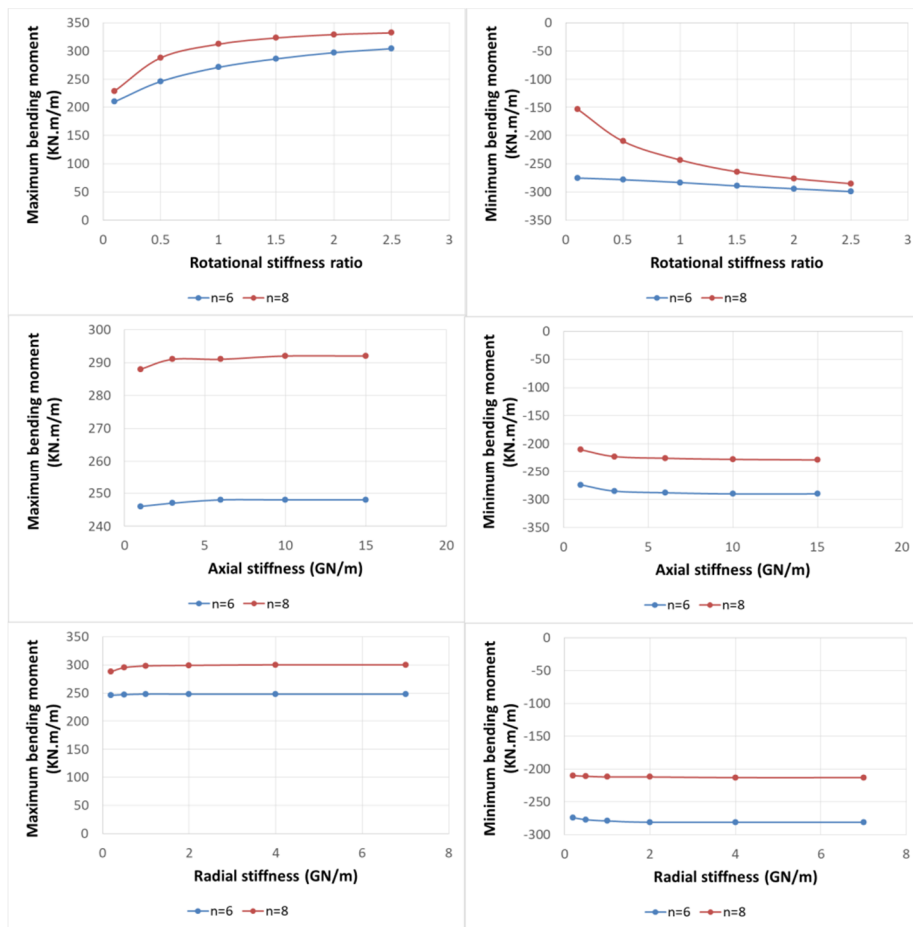 Maximum bending moment
(KN.m/m)
350
300
250
200
150
100
50
0
0 0.5 1 1.5 2 2.5 3
Rotational stiffness ratio
n=6 n=8
Minimum bending moment
(KN.m/m)
0
-50
-100
-150
-200
-250
-300
-350
0 0.5 1 1.5 2 2.5 3
Rotational stiffness ratio
n=6 n=8
Maximum bending moment
(KN.m/m)
300
290
280
270
260
250
240
0 5 10 15 20
Axial stiffness (GN/m)
n=6 n=8
Minimum bending moment
(KN.m/m)
0
-50
-100
-150
-200
-250
-300
-350
0 5 10 15 20
Axial stiffness (GN/m)
n=6 n=8
Maximum bending moment
(KN.m/m)
350
300
250
200
150
100
50
0
0 2 4 6 8
Radial stiffness (GN/m)
n=6 n=8
Minimum bending moment
(KN.m/m)
0
-50
-100
-150
-200
-250
-300
0 2 4 6 8
Radial stiffness (GN/m)
n=6 n=8